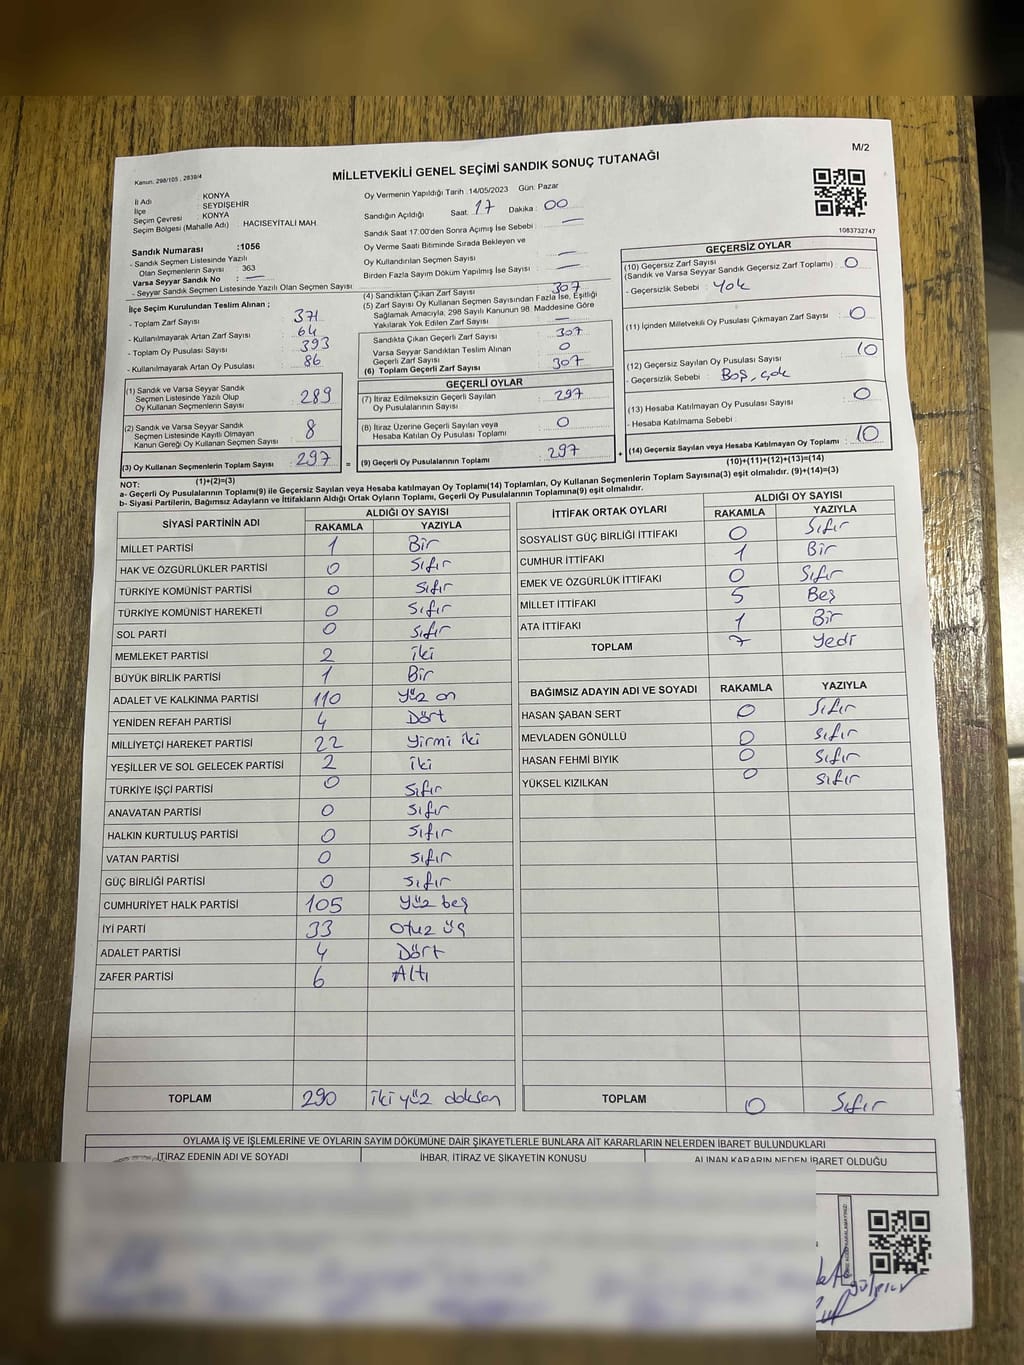 M/2
Kanun: 298/105 , 2839/4
MİLLETVEKİLİ GENEL SEÇİMİ SANDIK SONUÇ TUTANAĞI
İl Adı : KONYA
İlçe : SEYDİŞEHİR
Seçim Çevresi : KONYA
Seçim Bölgesi (Mahalle Adı) : HACISEYİTALİ MAH.
Oy Vermenin Yapıldığı Tarih :14/05/2023 Gün: Pazar
Sandığın Açıldığı Saat: 17 Dakika : 00
Sandık Saat 17:00'den Sonra Açılmış İse Sebebi : —
Oy Verme Saati Bitiminde Sırada Bekleyen ve
Oy Kullandırılan Seçmen Sayısı : —
Birden Fazla Sayım Döküm Yapılmış İse Sayısı : —
1083732747
Sandık Numarası :1056
- Sandık Seçmen Listesinde Yazılı
Olan Seçmenlerin Sayısı : 363
Varsa Seyyar Sandık No : —
- Seyyar Sandık Seçmen Listesinde Yazılı Olan Seçmen Sayısı :
İlçe Seçim Kurulundan Teslim Alınan ;
- Toplam Zarf Sayısı : 371
- Kullanılmayarak Artan Zarf Sayısı : 64
- Toplam Oy Pusulası Sayısı : 393
- Kullanılmayarak Artan Oy Pusulası : 86
(1) Sandık ve Varsa Seyyar Sandık
Seçmen Listesinde Yazılı Olup
Oy Kullanan Seçmenlerin Sayısı : 289
(2) Sandık ve Varsa Seyyar Sandık
Seçmen Listesinde Kayıtlı Olmayan
Kanun Gereği Oy Kullanan Seçmen Sayısı : 8
(3) Oy Kullanan Seçmenlerin Toplam Sayısı : 297
(1)+(2)=(3)
(4) Sandıktan Çıkan Zarf Sayısı : 307
(5) Zarf Sayısı Oy Kullanan Seçmen Sayısından Fazla İse, Eşitliği
Sağlamak Amacıyla, 298 Sayılı Kanunun 98. Maddesine Göre
Yakılarak Yok Edilen Zarf Sayısı : —
Sandıkta Çıkan Geçerli Zarf Sayısı : 307
Varsa Seyyar Sandıktan Teslim Alınan
Geçerli Zarf Sayısı : 0
(6) Toplam Geçerli Zarf Sayısı : 307
GEÇERLİ OYLAR
(7) İtiraz Edilmeksizin Geçerli Sayılan
Oy Pusulalarının Sayısı : 297
(8) İtiraz Üzerine Geçerli Sayılan veya
Hesaba Katılan Oy Pusulası Toplamı : 0
= (9) Geçerli Oy Pusulalarının Toplamı : 297 +
GEÇERSİZ OYLAR
(10) Geçersiz Zarf Sayısı
(Sandık ve Varsa Seyyar Sandık Geçersiz Zarf Toplamı) : 0
- Geçersizlik Sebebi : Yok
(11) İçinden Milletvekili Oy Pusulası Çıkmayan Zarf Sayısı : 0
(12) Geçersiz Sayılan Oy Pusulası Sayısı : 10
- Geçersizlik Sebebi : Boş,
(13) Hesaba Katılmayan Oy Pusulası Sayısı : 0
- Hesaba Katılmama Sebebi :
(14) Geçersiz Sayılan veya Hesaba Katılmayan Oy Toplamı : 10
(10)+(11)+(12)+(13)=(14)
NOT:
a- Geçerli Oy Pusulalarının Toplamı(9) ile Geçersiz Sayılan veya Hesaba katılmayan Oy Toplamı(14) Toplamları, Oy Kullanan Seçmenlerin Toplam Sayısına(3) eşit olmalıdır. (9)+(14)=(3)
b- Siyasi Partilerin, Bağımsız Adayların ve İttifakların Aldığı Ortak Oyların Toplamı, Geçerli Oy Pusulalarının Toplamına(9) eşit olmalıdır.
SİYASİ PARTİNİN ADI ALDIĞI OY SAYISI
RAKAMLA YAZIYLA
MİLLET PARTİSİ 1 Bir
HAK VE ÖZGÜRLÜKLER PARTİSİ 0 Sıfır
TÜRKİYE KOMÜNİST PARTİSİ 0 Sıfır
TÜRKİYE KOMÜNİST HAREKETİ 0 Sıfır
SOL PARTİ 0 Sıfır
MEMLEKET PARTİSİ 2 iki
BÜYÜK BİRLİK PARTİSİ 1 Bir
ADALET VE KALKINMA PARTİSİ 110 yüz on
YENİDEN REFAH PARTİSİ 4 Dört
MİLLİYETÇİ HAREKET PARTİSİ 22 yirmi iki
YEŞİLLER VE SOL GELECEK PARTİSİ 2 iki
TÜRKİYE İŞÇİ PARTİSİ 0 Sıfır
ANAVATAN PARTİSİ 0 Sıfır
HALKIN KURTULUŞ PARTİSİ 0 Sıfır
VATAN PARTİSİ 0 Sıfır
GÜÇ BİRLİĞİ PARTİSİ 0 Sıfır
CUMHURİYET HALK PARTİSİ 105 yüz beş
İYİ PARTİ 33 otuz üç
ADALET PARTİSİ 4 Dört
ZAFER PARTİSİ 6 Altı
TOPLAM 290 iki yüz doksan
İTTİFAK ORTAK OYLARI ALDIĞI OY SAYISI
RAKAMLA YAZIYLA
SOSYALIST GÜÇ BİRLİĞİ İTTİFAKI 0 Sıfır
CUMHUR İTTİFAKI 1 Bir
EMEK VE ÖZGÜRLÜK İTTİFAKI 0 Sıfır
MİLLET İTTİFAKI 5 Beş
ATA İTTİFAKI 1 Bir
TOPLAM 7 yedi
BAĞIMSIZ ADAYIN ADI VE SOYADI RAKAMLA YAZIYLA
HASAN ŞABAN SERT 0 Sıfır
MEVLADEN GÖNÜLLÜ 0 Sıfır
HASAN FEHMİ BIYIK 0 Sıfır
YÜKSEL KIZILKAN 0 Sıfır
TOPLAM 0 Sıfır
OYLAMA İŞ VE İŞLEMLERİNE VE OYLARIN SAYIM DÖKÜMÜNE DAİR ŞİKAYETLERLE BUNLARA AİT KARARLARIN NELERDEN İBARET BULUNDUKLARI
İTİRAZ EDENİN ADI VE SOYADI İHBAR, İTİRAZ VE ŞİKAYETİN KONUSU ALINAN KARARIN NEDEN İBARET OLDUĞU